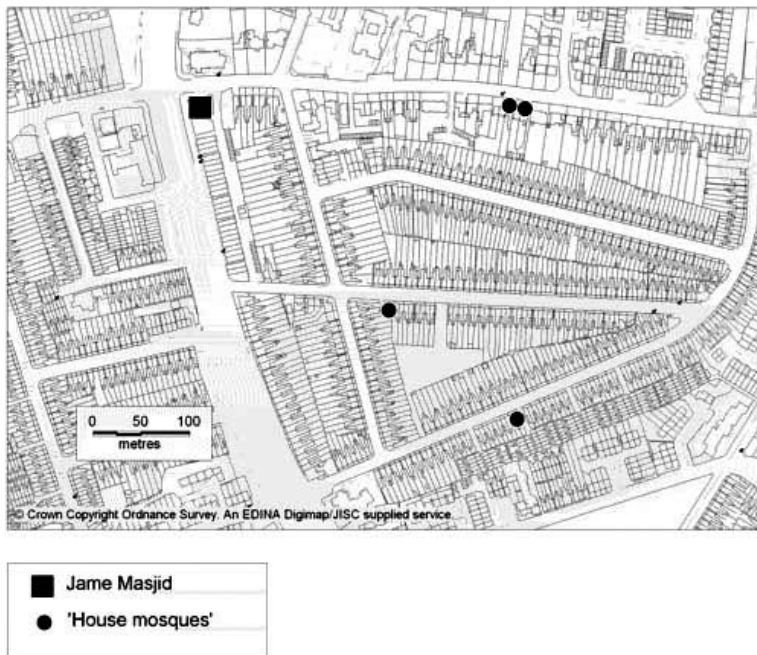 0 50 100
metres
© Crown Copyright Ordnance Survey. An EDINA Digimap/JISC supplied service.
Jame Masjid
'House mosques'